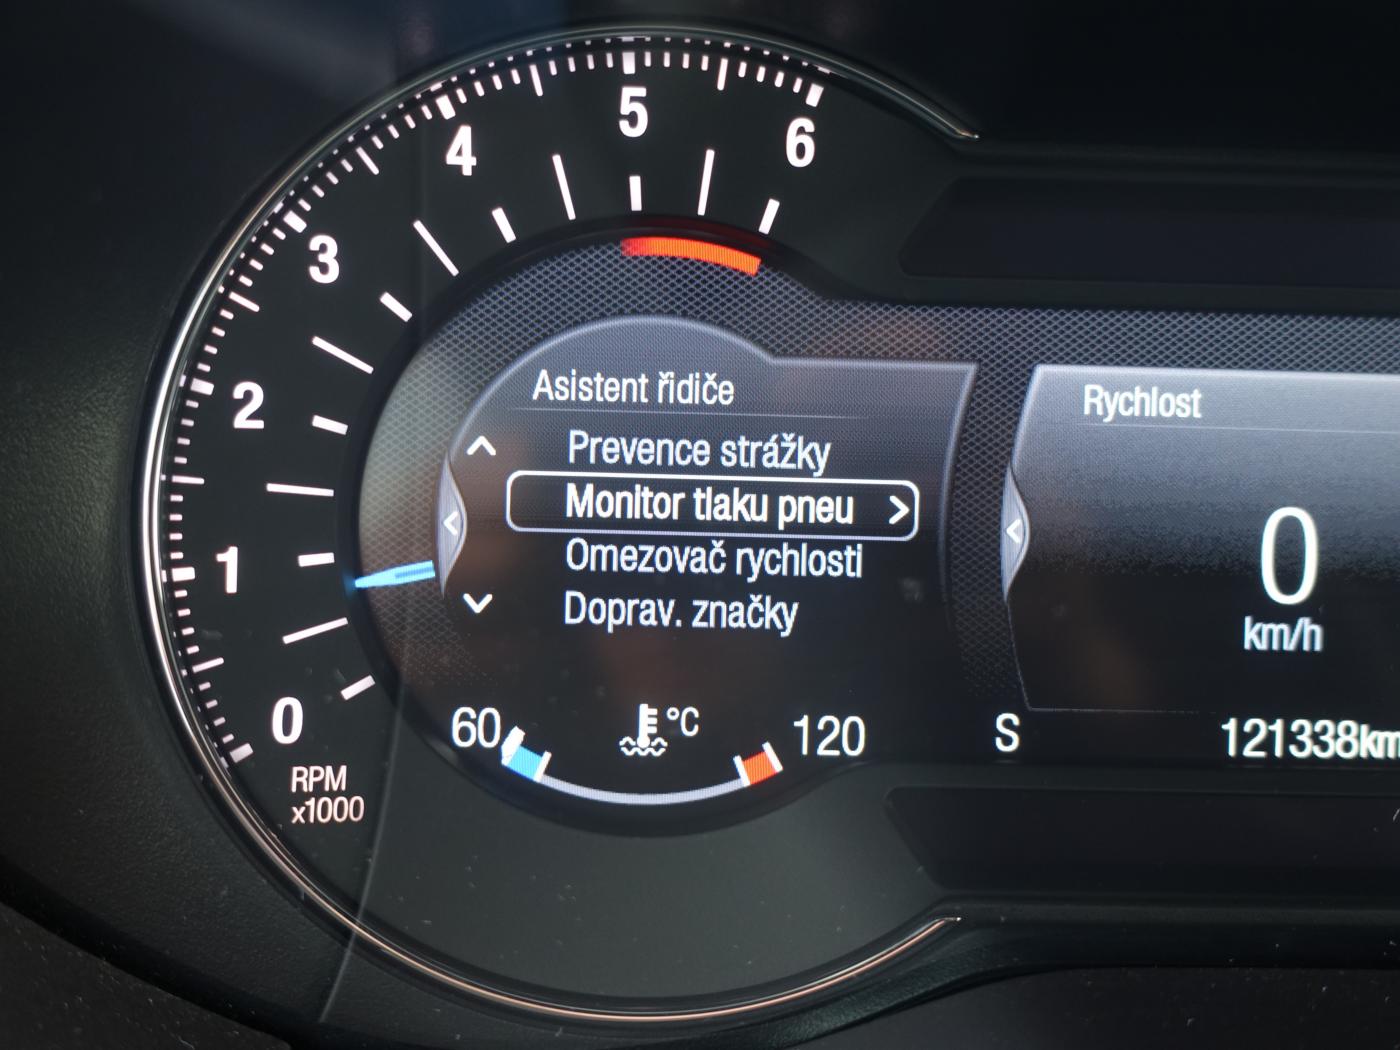 5
4
6
3
2
1
0
RPM
x1000
Asistent řidiče
Prevence strážky
Monitor tlaku pneu
Omezovač rychlosti
Doprav. značky
60 °C 120
Rychlost
0
km/h
S 121338km